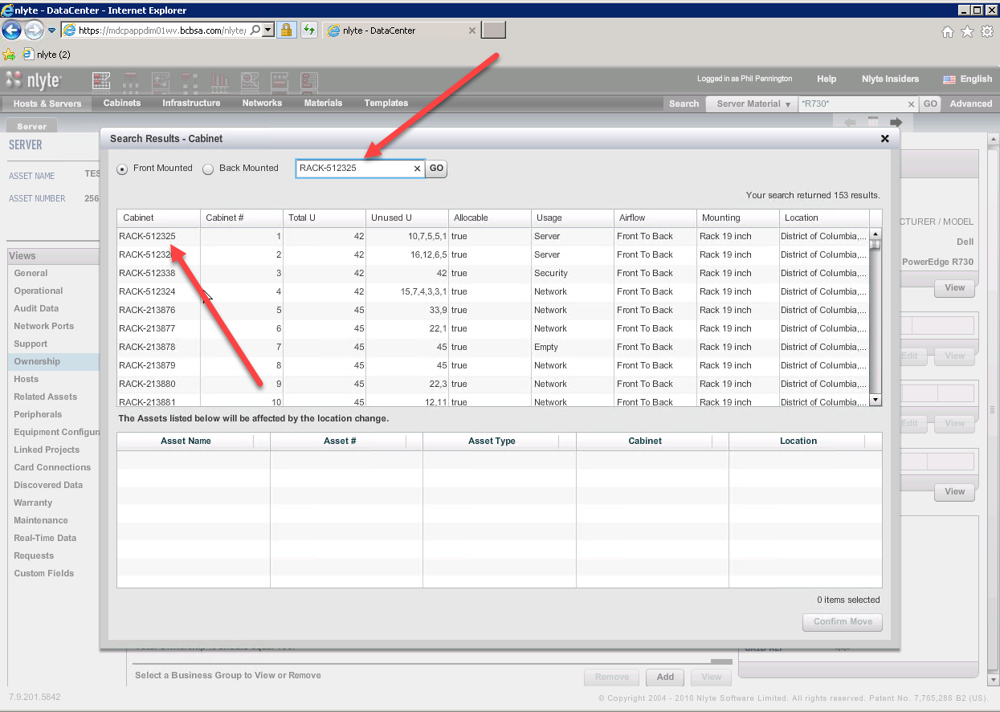 nlyte - DataCenter - Internet Explorer
https://mdcpappdim01wv.bcbsa.com/nlyte/
nlyte - DataCenter
nlyte (2)
nlyte
Logged in as Phil Pennington Help Nlyte Insiders English
Hosts & Servers Cabinets Infrastructure Networks Materials Templates Search Server Material *R730* GO Advanced
Server
SERVER
ASSET NAME TES
ASSET NUMBER 256
Views
General
Operational
Audit Data
Network Ports
Support
Ownership
Hosts
Related Assets
Peripherals
Equipment Configura
Linked Projects
Card Connections
Discovered Data
Warranty
Maintenance
Real-Time Data
Requests
Custom Fields
Search Results - Cabinet
Front Mounted Back Mounted RACK-512325 GO
Your search returned 153 results.
Cabinet Cabinet # Total U Unused U Allocable Usage Airflow Mounting Location
RACK-512325 1 42 10,7,5,5,1 true Server Front To Back Rack 19 inch District of Columbia,...
RACK-51232 2 42 16,12,6,5 true Server Front To Back Rack 19 inch District of Columbia,...
RACK-512338 3 42 42 true Security Front To Back Rack 19 inch District of Columbia,...
RACK-512324 4 42 15,7,4,3,3,1 true Network Front To Back Rack 19 inch District of Columbia,...
RACK-213876 5 45 33,9 true Network Front To Back Rack 19 inch District of Columbia,...
RACK-213877 6 45 22,1 true Network Front To Back Rack 19 inch District of Columbia,...
RACK-213878 7 45 45 true Empty Front To Back Rack 19 inch District of Columbia,...
RACK-213879 8 45 45 true Network Front To Back Rack 19 inch District of Columbia,...
RACK-213880 9 45 22,3 true Network Front To Back Rack 19 inch District of Columbia,...
RACK-213881 10 45 12,11 true Network Front To Back Rack 19 inch District of Columbia,...
The Assets listed below will be affected by the location change.
Asset Name Asset # Asset Type Cabinet Location
0 items selected
Confirm Move
CTURER / MODEL
Dell
PowerEdge R730
View
Edit View
Edit View
View
Select a Business Group to View or Remove Remove Add View
7.9.201.5842
© Copyright 2004 - 2016 Nlyte Software Limited. All rights reserved. Patent No. 7,765,286 B2 (US).